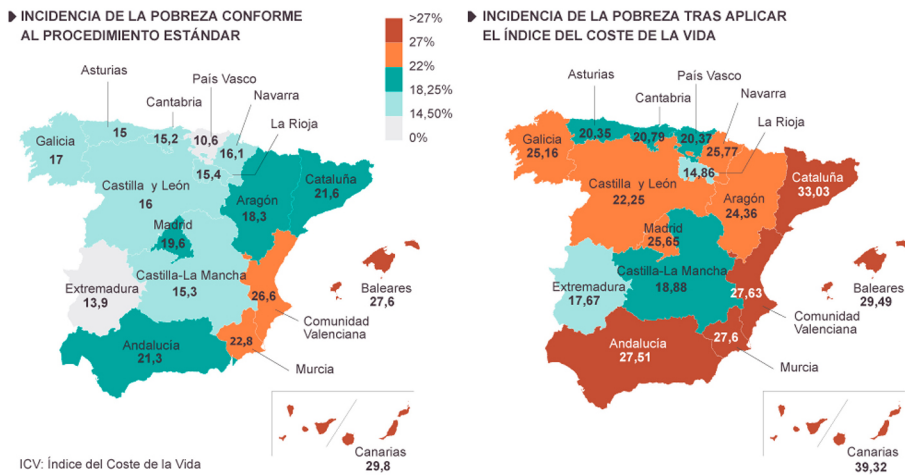 INCIDENCIA DE LA POBREZA CONFORME
AL PROCEDIMIENTO ESTÁNDAR
Asturias
15
Cantabria
15,2
País Vasco
10,6
Navarra
16,1
La Rioja
15,4
Galicia
17
Castilla y León
16
Aragón
18,3
Cataluña
21,6
Madrid
19,6
Castilla-La Mancha
15,3
Extremadura
13,9
26,6
Comunidad
Valenciana
Baleares
27,6
Andalucía
21,3
22,8
Murcia
Canarias
29,8
ICV: Índice del Coste de la Vida
>27%
27%
22%
18,25%
14,50%
0%
INCIDENCIA DE LA POBREZA TRAS APLICAR
EL ÍNDICE DEL COSTE DE LA VIDA
Asturias
20,35
Cantabria
20,79
País Vasco
20,37
Navarra
25,77
La Rioja
14,86
Galicia
25,16
Castilla y León
22,25
Aragón
24,36
Cataluña
33,03
Madrid
25,65
Castilla-La Mancha
18,88
Extremadura
17,67
27,63
Comunidad
Valenciana
Baleares
29,49
Andalucía
27,51
27,6
Murcia
Canarias
39,32